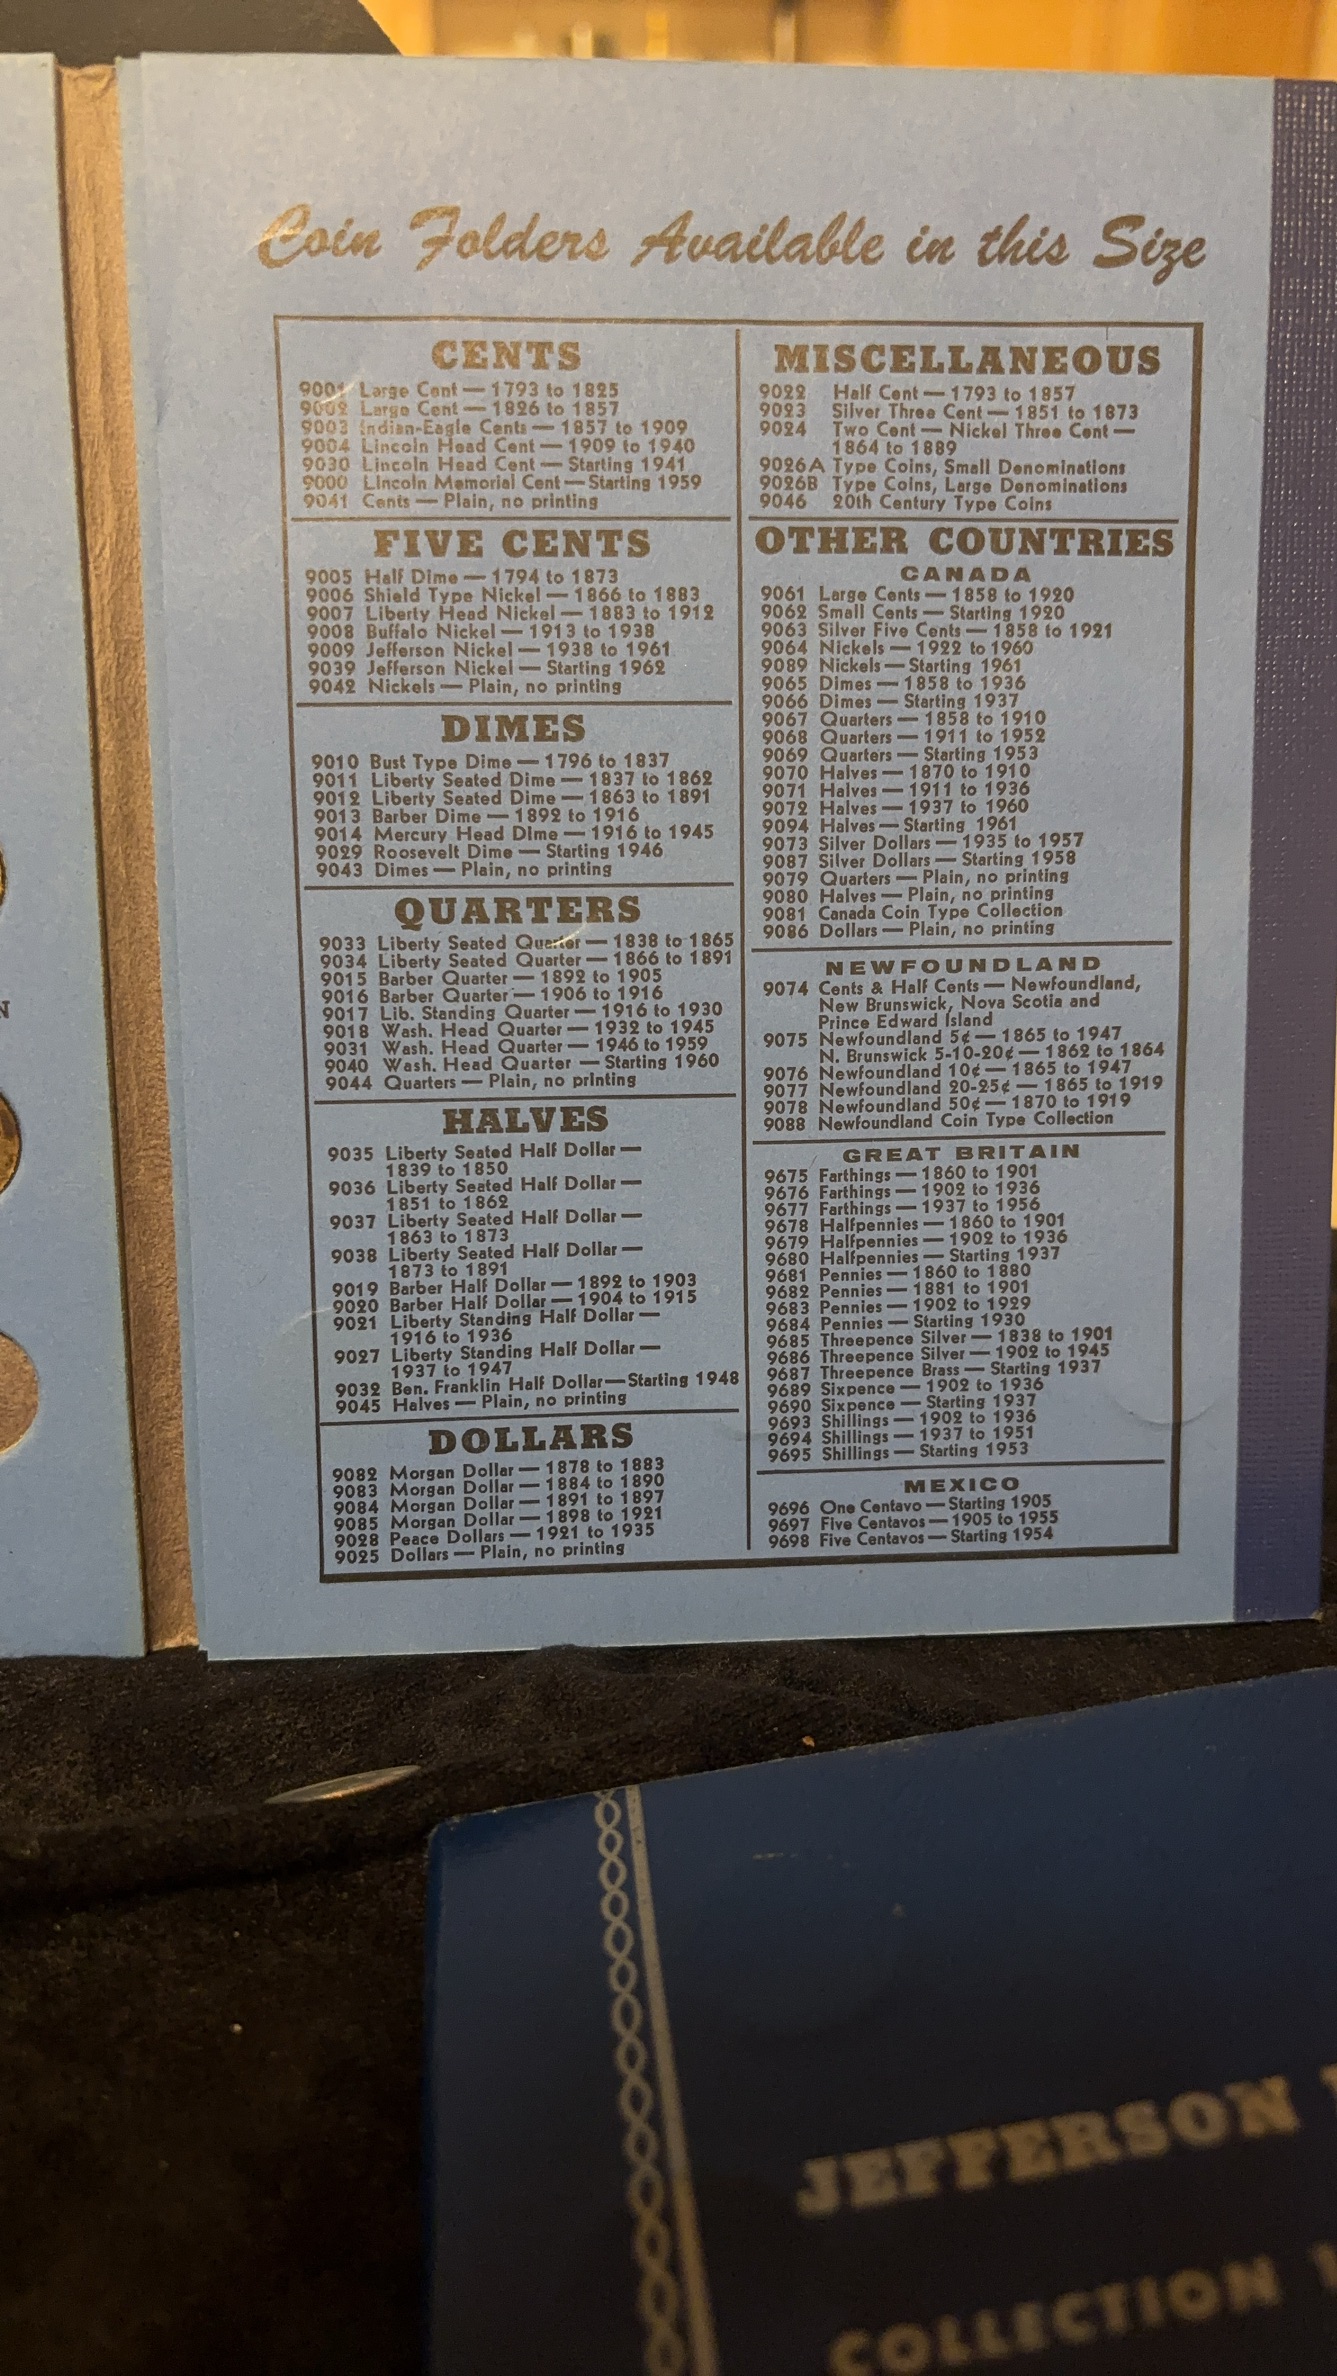 Coin Folders Available in this Size
CENTS
9001 Large Cent — 1793 to 1825
9002 Large Cent — 1826 to 1857
9003 Indian-Eagle Cents — 1857 to 1909
9004 Lincoln Head Cent — 1909 to 1940
9030 Lincoln Head Cent — Starting 1941
9000 Lincoln Memorial Cent — Starting 1959
9041 Cents — Plain, no printing
FIVE CENTS
9005 Half Dime — 1794 to 1873
9006 Shield Type Nickel — 1866 to 1883
9007 Liberty Head Nickel — 1883 to 1912
9008 Buffalo Nickel — 1913 to 1938
9009 Jefferson Nickel — 1938 to 1961
9039 Jefferson Nickel — Starting 1962
9042 Nickels — Plain, no printing
DIMES
9010 Bust Type Dime — 1796 to 1837
9011 Liberty Seated Dime — 1837 to 1862
9012 Liberty Seated Dime — 1863 to 1891
9013 Barber Dime — 1892 to 1916
9014 Mercury Head Dime — 1916 to 1945
9029 Roosevelt Dime — Starting 1946
9043 Dimes — Plain, no printing
QUARTERS
9033 Liberty Seated Quarter — 1838 to 1865
9034 Liberty Seated Quarter — 1866 to 1891
9015 Barber Quarter — 1892 to 1905
9016 Barber Quarter — 1906 to 1916
9017 Lib. Standing Quarter — 1916 to 1930
9018 Wash. Head Quarter — 1932 to 1945
9031 Wash. Head Quarter — 1946 to 1959
9040 Wash. Head Quarter — Starting 1960
9044 Quarters — Plain, no printing
HALVES
9035 Liberty Seated Half Dollar —
1839 to 1850
9036 Liberty Seated Half Dollar —
1851 to 1862
9037 Liberty Seated Half Dollar —
1863 to 1873
9038 Liberty Seated Half Dollar —
1873 to 1891
9019 Barber Half Dollar — 1892 to 1903
9020 Barber Half Dollar — 1904 to 1915
9021 Liberty Standing Half Dollar —
1916 to 1936
9027 Liberty Standing Half Dollar —
1937 to 1947
9032 Ben. Franklin Half Dollar — Starting 1948
9045 Halves — Plain, no printing
DOLLARS
9082 Morgan Dollar — 1878 to 1883
9083 Morgan Dollar — 1884 to 1890
9084 Morgan Dollar — 1891 to 1897
9085 Morgan Dollar — 1898 to 1921
9028 Peace Dollars — 1921 to 1935
9025 Dollars — Plain, no printing
MISCELLANEOUS
9022 Half Cent — 1793 to 1857
9023 Silver Three Cent — 1851 to 1873
9024 Two Cent — Nickel Three Cent —
1864 to 1889
9026A Type Coins, Small Denominations
9026B Type Coins, Large Denominations
9046 20th Century Type Coins
OTHER COUNTRIES
CANADA
9061 Large Cents — 1858 to 1920
9062 Small Cents — Starting 1920
9063 Silver Five Cents — 1858 to 1921
9064 Nickels — 1922 to 1960
9089 Nickels — Starting 1961
9065 Dimes — 1858 to 1936
9066 Dimes — Starting 1937
9067 Quarters — 1858 to 1910
9068 Quarters — 1911 to 1952
9069 Quarters — Starting 1953
9070 Halves — 1870 to 1910
9071 Halves — 1911 to 1936
9072 Halves — 1937 to 1960
9094 Halves — Starting 1961
9073 Silver Dollars — 1935 to 1957
9087 Silver Dollars — Starting 1958
9079 Quarters — Plain, no printing
9080 Halves — Plain, no printing
9081 Canada Coin Type Collection
9086 Dollars — Plain, no printing
NEWFOUNDLAND
9074 Cents & Half Cents — Newfoundland,
New Brunswick, Nova Scotia and
Prince Edward Island
9075 Newfoundland 5¢ — 1865 to 1947
N. Brunswick 5-10-20¢ — 1862 to 1864
9076 Newfoundland 10¢ — 1865 to 1947
9077 Newfoundland 20-25¢ — 1865 to 1919
9078 Newfoundland 50¢ — 1870 to 1919
9088 Newfoundland Coin Type Collection
GREAT BRITAIN
9675 Farthings — 1860 to 1901
9676 Farthings — 1902 to 1936
9677 Farthings — 1937 to 1956
9678 Halfpennies — 1860 to 1901
9679 Halfpennies — 1902 to 1936
9680 Halfpennies — Starting 1937
9681 Pennies — 1860 to 1880
9682 Pennies — 1881 to 1901
9683 Pennies — 1902 to 1929
9684 Pennies — Starting 1930
9685 Threepence Silver — 1838 to 1901
9686 Threepence Silver — 1902 to 1945
9687 Threepence Brass — Starting 1937
9689 Sixpence — 1902 to 1936
9690 Sixpence — Starting 1937
9693 Shillings — 1902 to 1936
9694 Shillings — 1937 to 1951
9695 Shillings — Starting 1953
MEXICO
9696 One Centavo — Starting 1905
9697 Five Centavos — 1905 to 1955
9698 Five Centavos — Starting 1954
JEFFERSON
COLLECTION